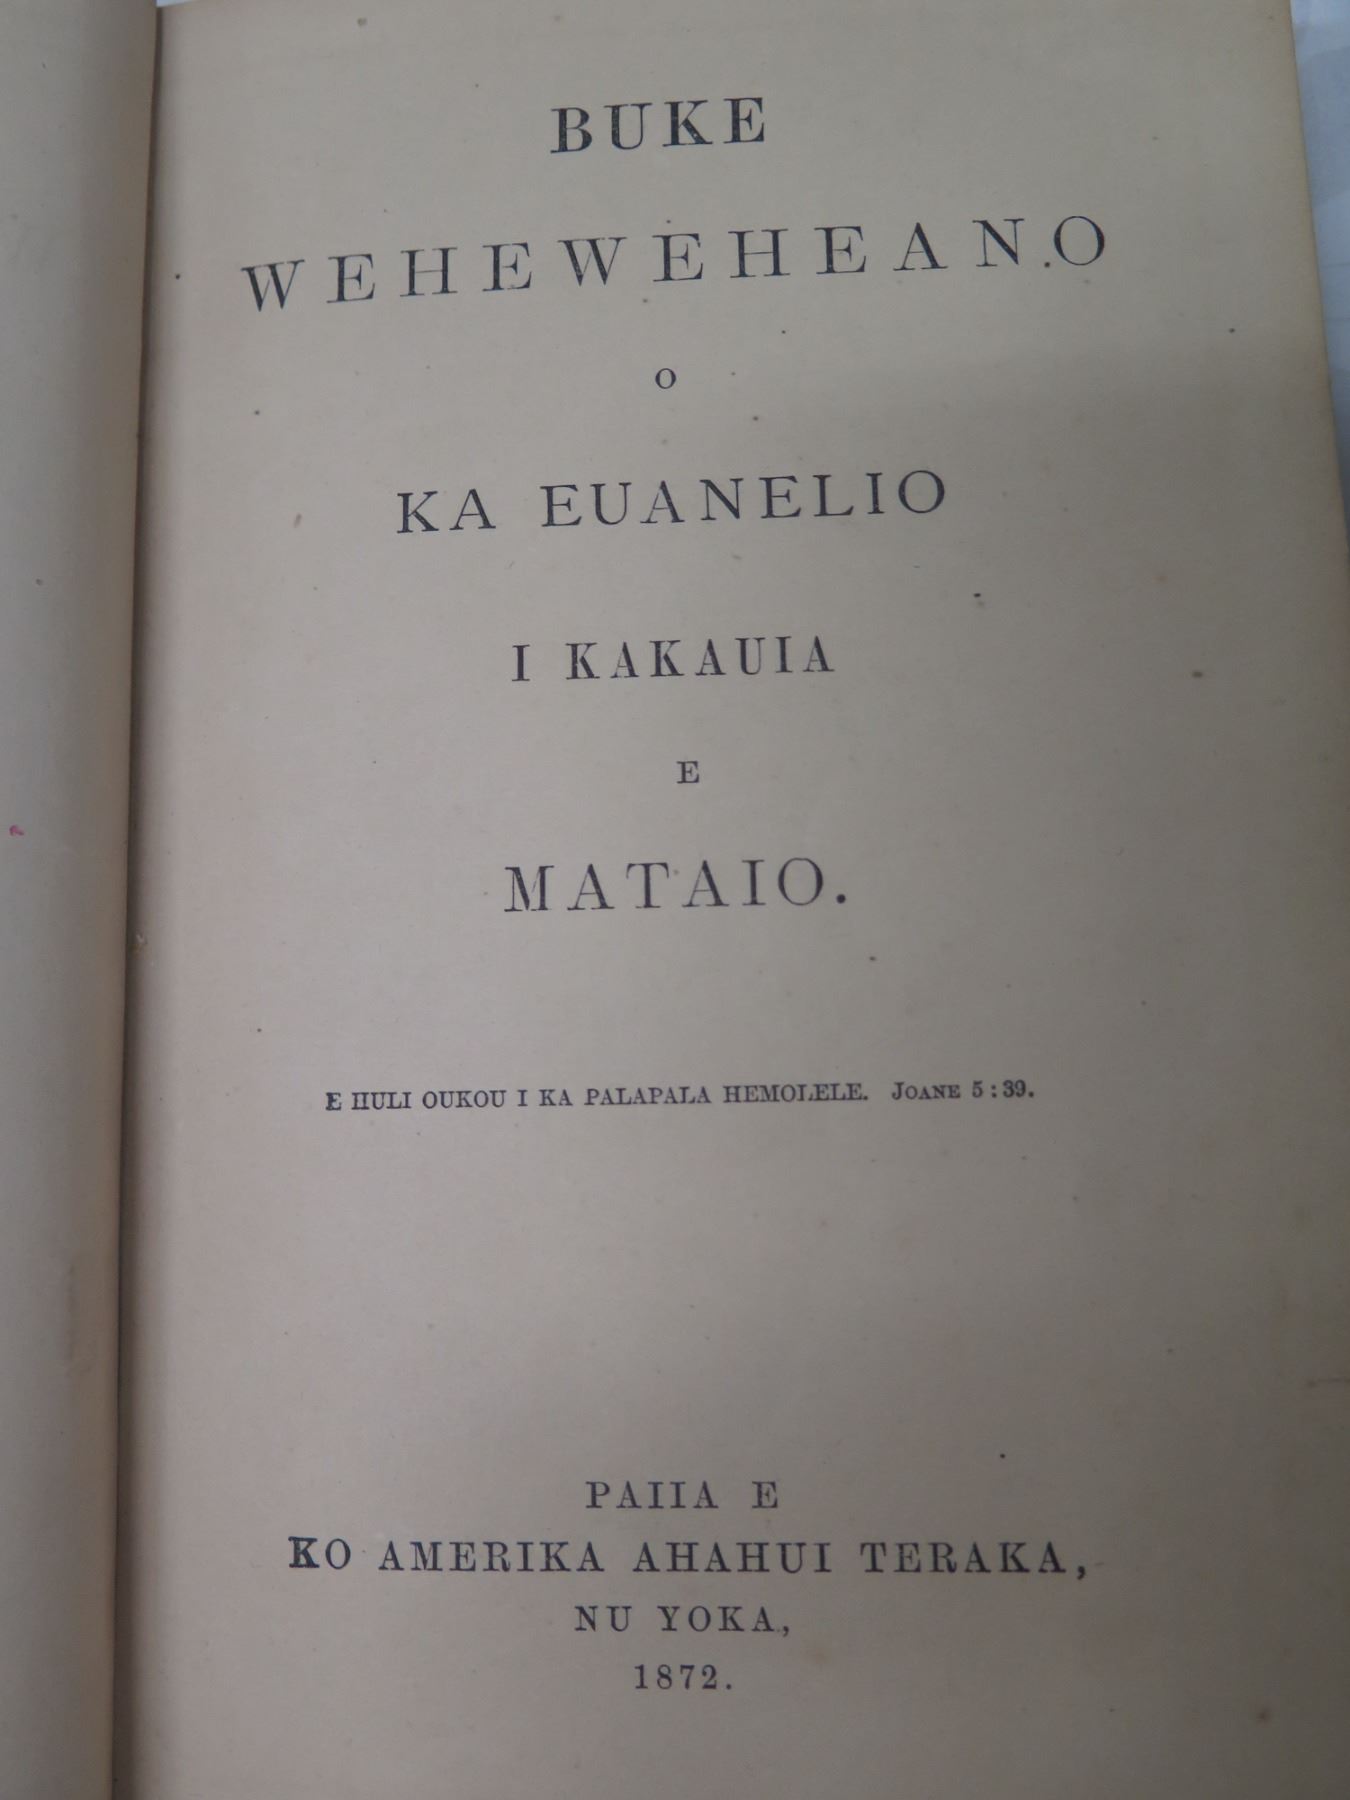 BUKE
WEHEWEHEANO
O
KA EUANELIO
I KAKAUIA
E
MATAIO.
E HULI OUKOU I KA PALAPALA HEMOLELE. JOANE 5:39.
PAIIA E
KO AMERIKA AHAHUI TERAKA,
NU YOKA,
1872.